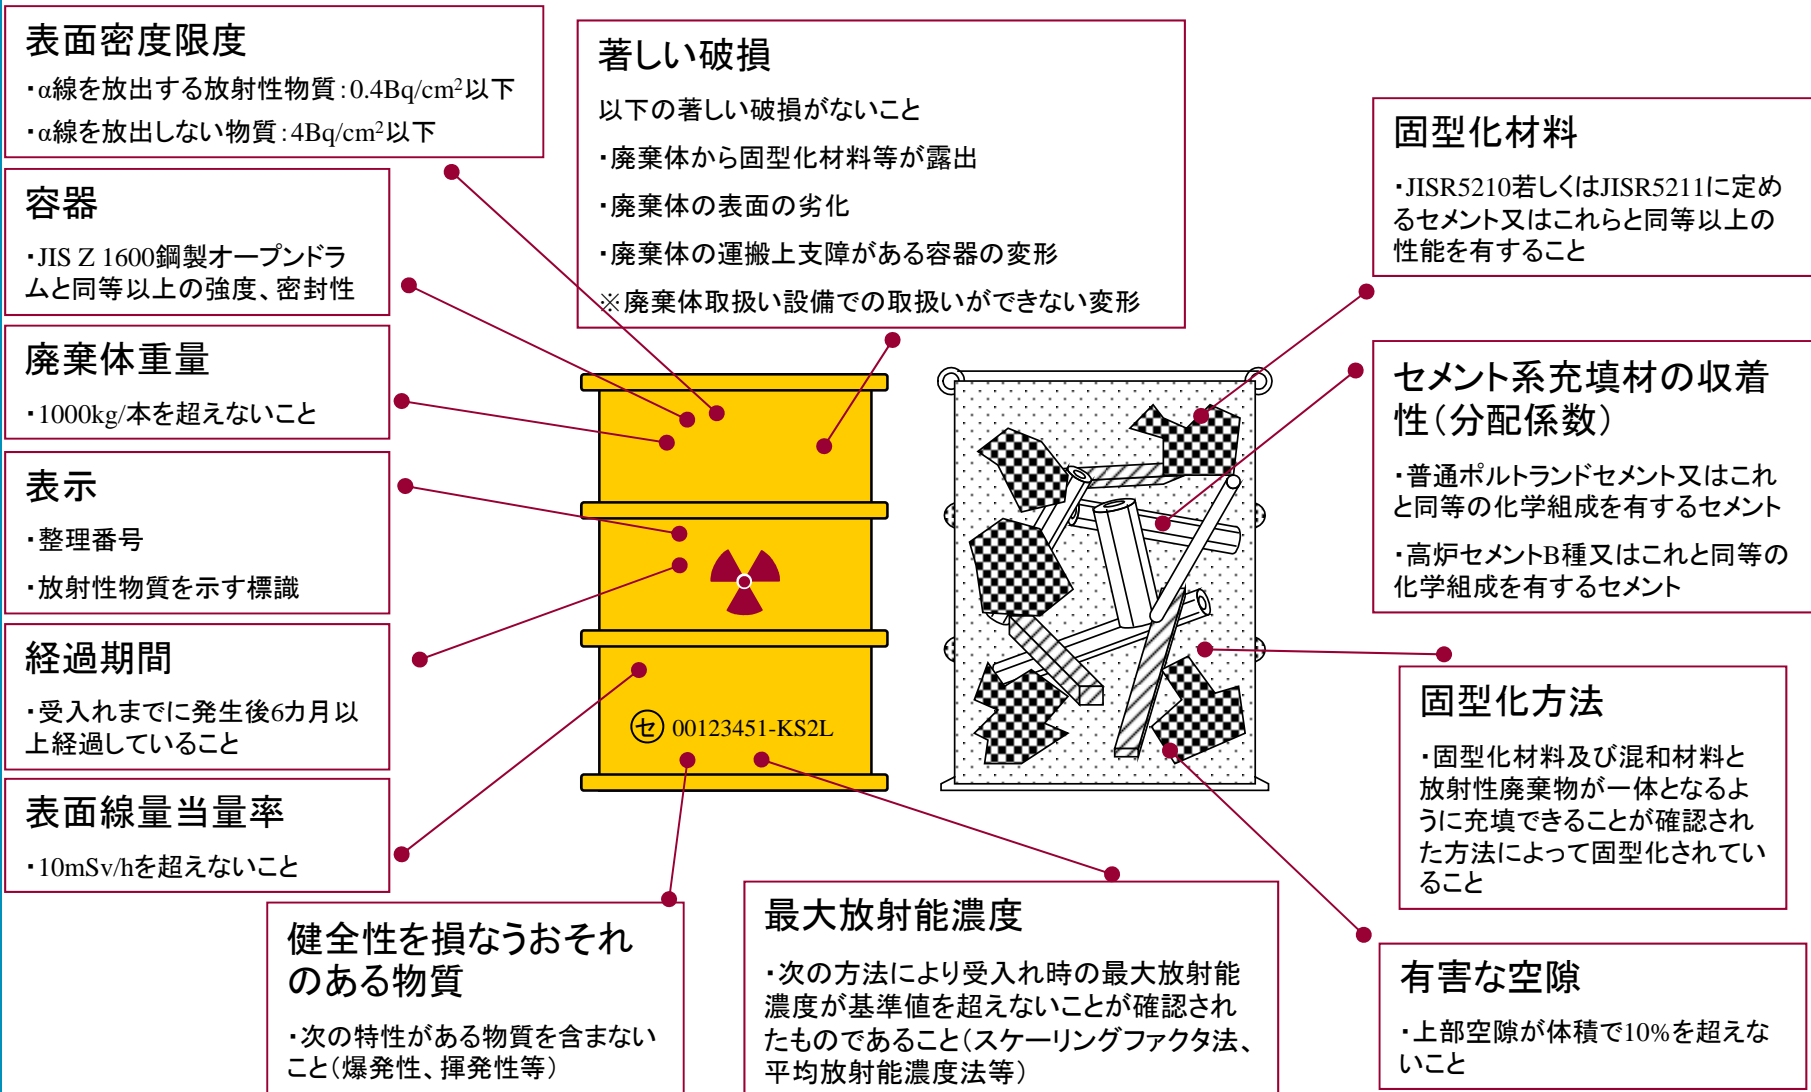 表面密度限度
・α線を放出する放射性物質：0.4Bq/cm²以下
・α線を放出しない物質：4Bq/cm²以下
容器
・JIS Z 1600鋼製オープンドラ
ムと同等以上の強度、密封性
廃棄体重量
・1000kg/本を超えないこと
表示
・整理番号
・放射性物質を示す標識
経過期間
・受入れまでに発生後6カ月以
上経過していること
表面線量当量率
・10mSv/hを超えないこと
著しい破損
以下の著しい破損がないこと
・廃棄体から固型化材料等が露出
・廃棄体の表面の劣化
・廃棄体の運搬上支障がある容器の変形
※廃棄体取扱い設備での取扱いができない変形
セ 00123451-KS2L
健全性を損なうおそれ
のある物質
・次の特性がある物質を含まない
こと（爆発性、揮発性等）
最大放射能濃度
・次の方法により受入れ時の最大放射能
濃度が基準値を超えないことが確認され
たものであること（スケーリングファクタ法、
平均放射能濃度法等）
固型化材料
・JISR5210若しくはJISR5211に定め
るセメント又はこれらと同等以上の
性能を有すること
セメント系充填材の収着
性（分配係数）
・普通ポルトランドセメント又はこれ
と同等の化学組成を有するセメント
・高炉セメントB種又はこれと同等の
化学組成を有するセメント
固型化方法
・固型化材料及び混和材料と
放射性廃棄物が一体となるよ
うに充填できることが確認され
た方法によって固型化されてい
ること
有害な空隙
・上部空隙が体積で10%を超えな
いこと